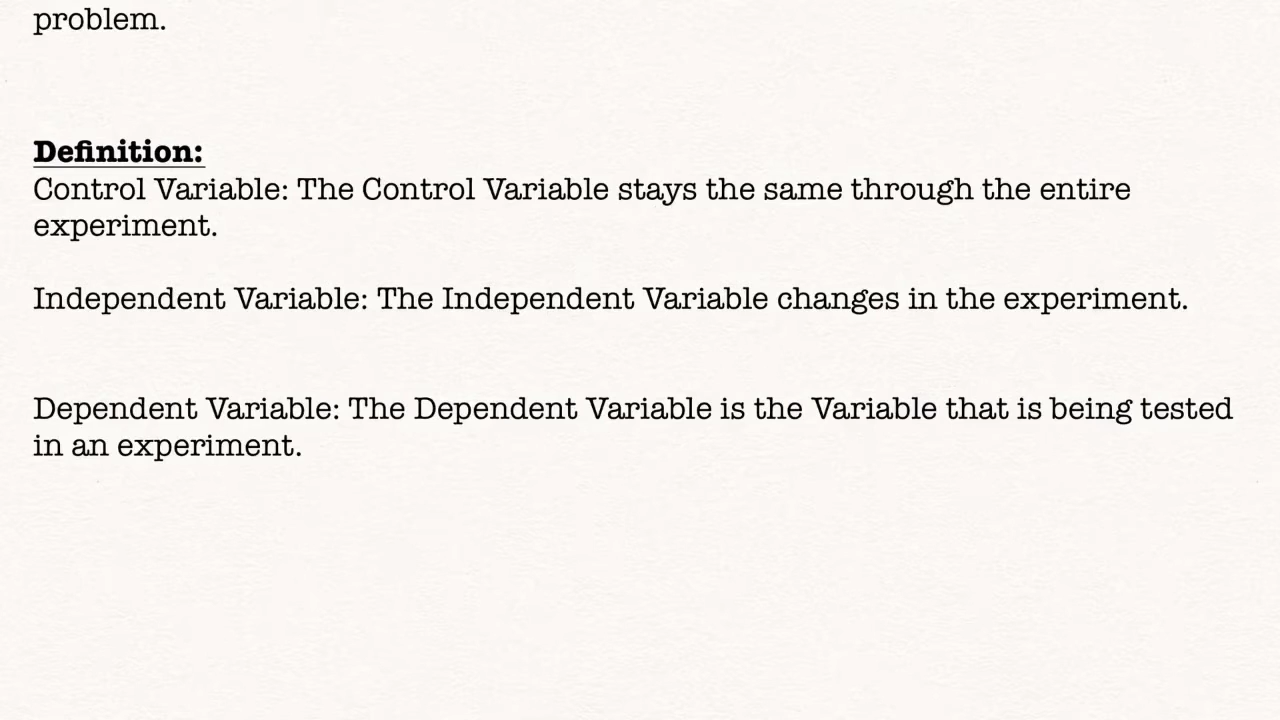 problem.
Definition:
Control Variable: The Control Variable stays the same through the entire
experiment.
Independent Variable: The Independent Variable changes in the experiment.
Dependent Variable: The Dependent Variable is the Variable that is being tested
in an experiment.